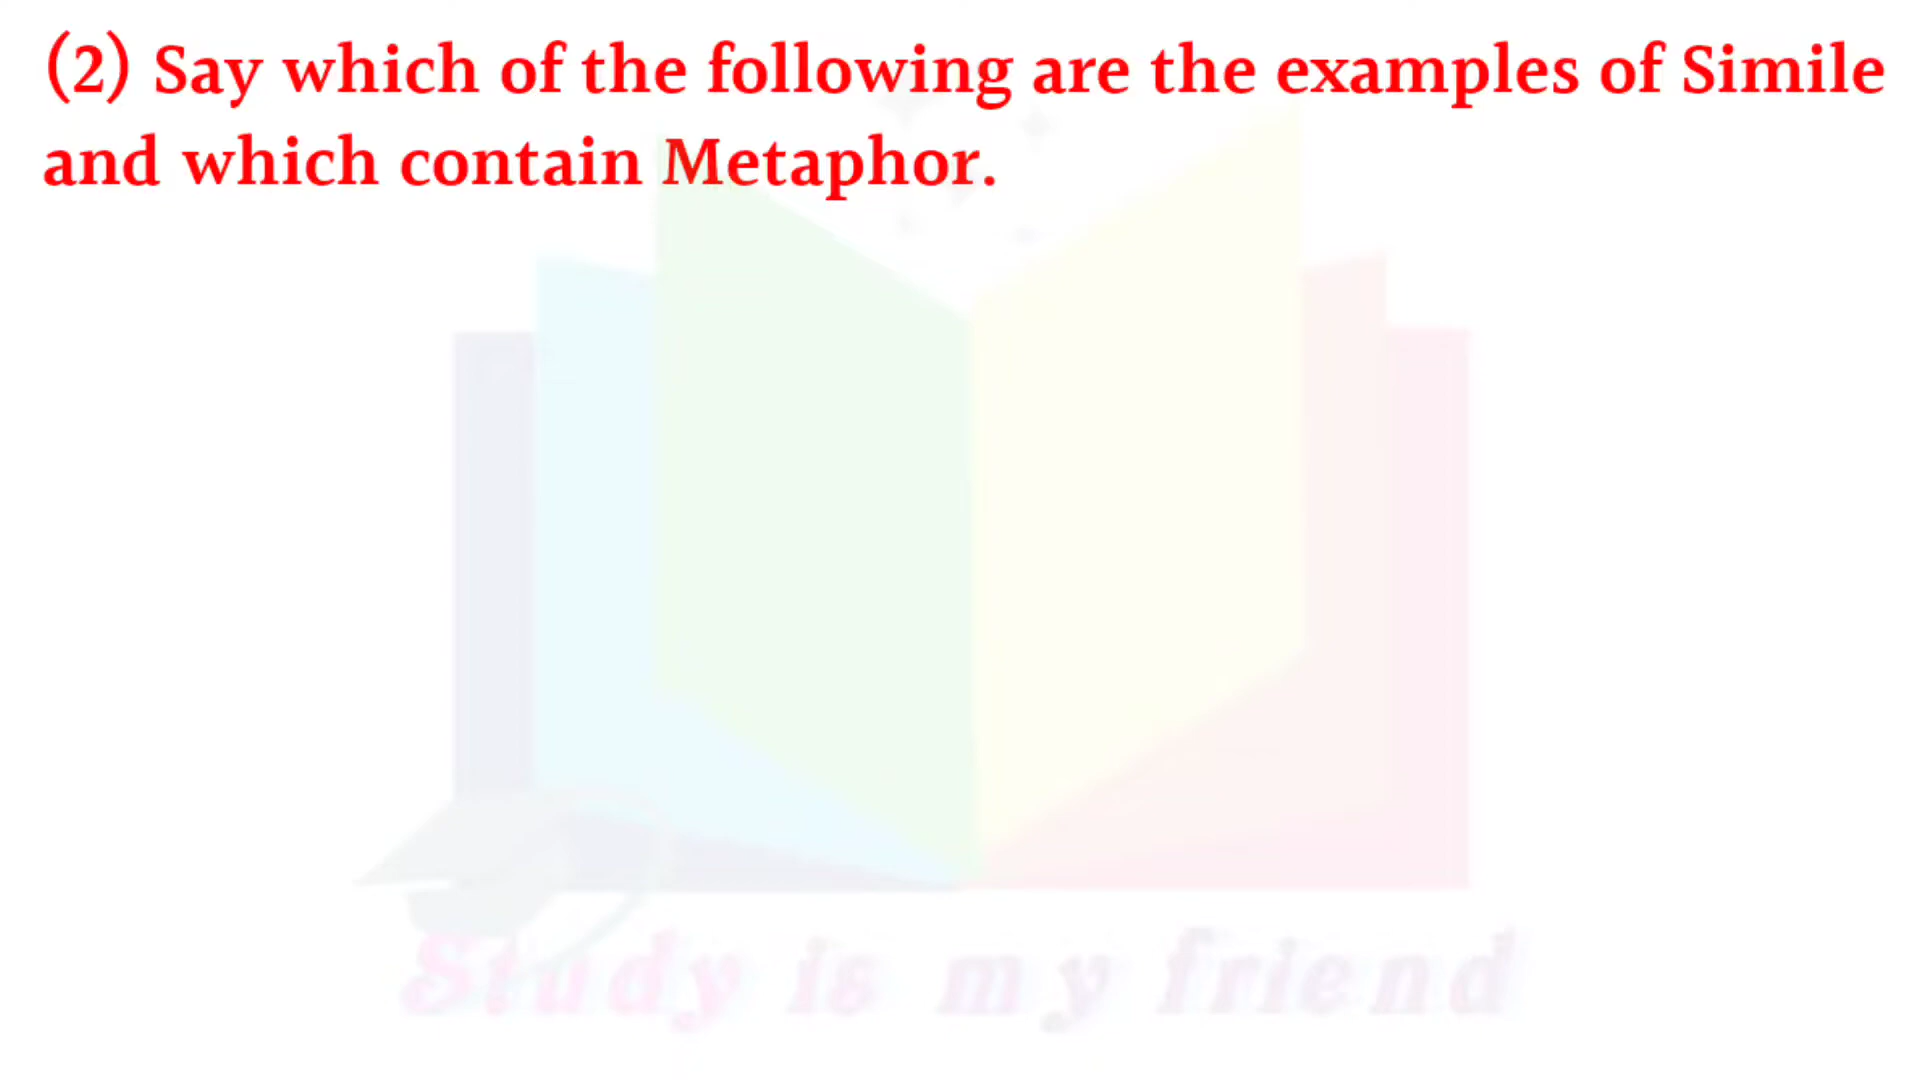 (2) Say which of the following are the examples of Simile
and which contain Metaphor.
Study is my friend